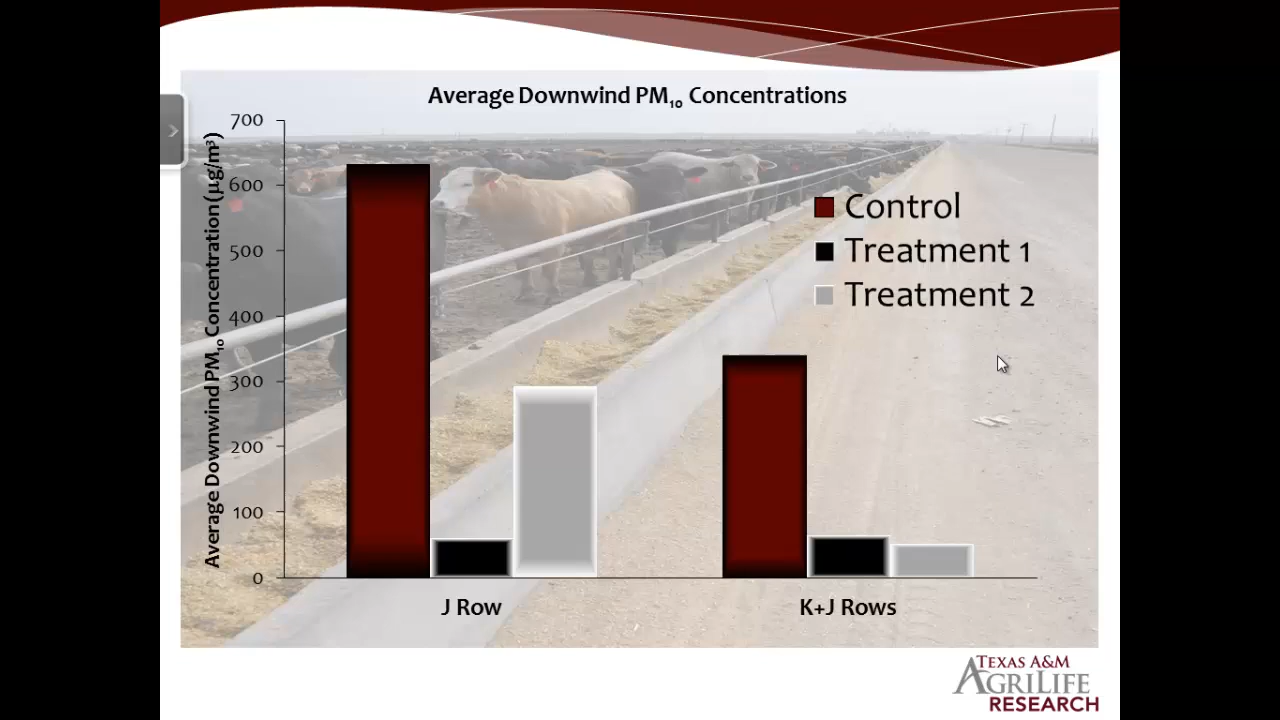 Average Downwind PM10 Concentrations
Average Downwind PM10 Concentration (µg/m³)
700
600
500
400
300
200
100
0
Control
Treatment 1
Treatment 2
J Row
K+J Rows
TEXAS A&M
AGRILIFE
RESEARCH